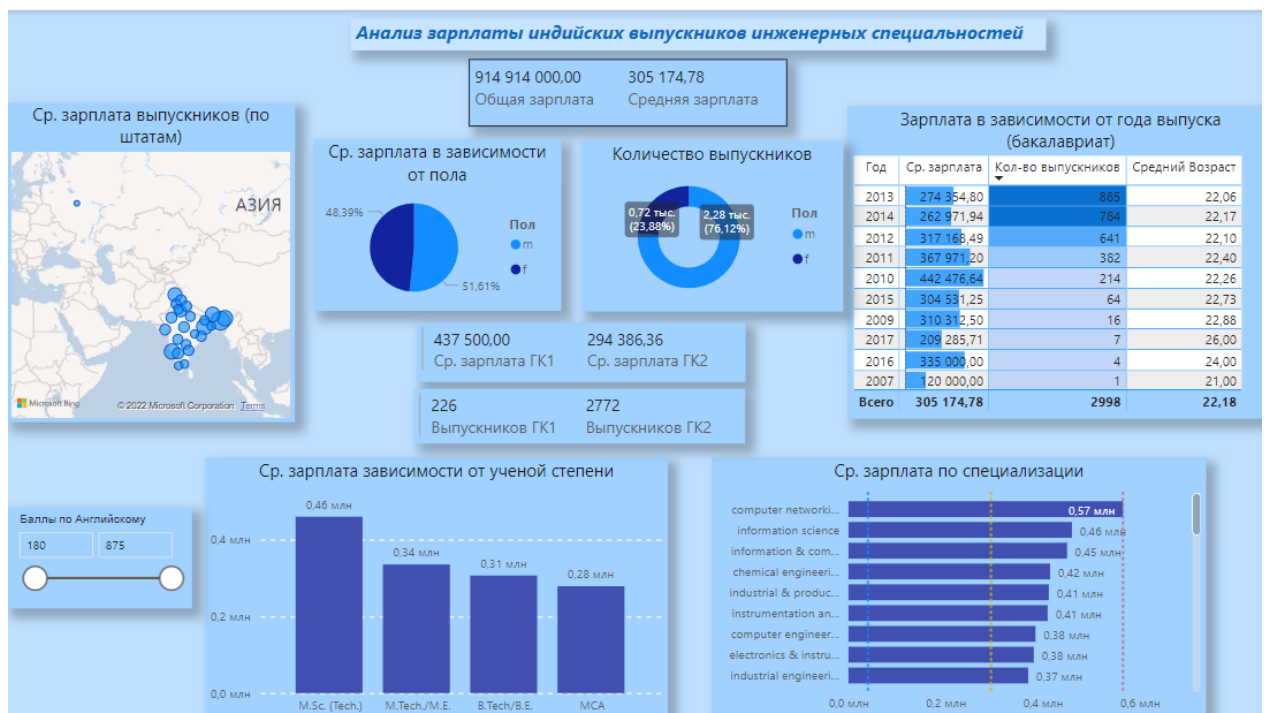 Анализ зарплаты индийских выпускников инженерных специальностей
914 914 000,00 305 174,78
Общая зарплата Средняя зарплата
Ср. зарплата выпускников (по
штатам)
АЗИЯ
Microsoft Bing © 2022 Microsoft Corporation Terms
Ср. зарплата в зависимости
от пола
48,39%
51,61%
Пол
m
f
Количество выпускников
0,72 тыс.
(23,88%)
2,28 тыс.
(76,12%)
Пол
m
f
Зарплата в зависимости от года выпуска
(бакалавриат)
Год Ср. зарплата Кол-во выпускников Средний Возраст
2013 274 354,80 885 22,06
2014 262 971,94 784 22,17
2012 317 168,49 641 22,10
2011 367 971,20 382 22,40
2010 442 476,64 214 22,26
2015 304 531,25 64 22,73
2009 310 312,50 16 22,88
2017 209 285,71 7 26,00
2016 335 000,00 4 24,00
2007 120 000,00 1 21,00
Всего 305 174,78 2998 22,18
437 500,00 294 386,36
Ср. зарплата ГК1 Ср. зарплата ГК2
226 2772
Выпускников ГК1 Выпускников ГК2
Баллы по Английскому
180 875
Ср. зарплата зависимости от ученой степени
0,46 млн
0,34 млн
0,31 млн
0,28 млн
0,4 млн
0,2 млн
0,0 млн
M.Sc. (Tech.) M.Tech./M.E. B.Tech/B.E. MCA
Ср. зарплата по специализации
computer networki... 0,57 млн
information science 0,46 млн
information & com... 0,45 млн
chemical engineeri... 0,42 млн
industrial & produc... 0,41 млн
instrumentation an... 0,41 млн
computer engineer... 0,38 млн
electronics & instru... 0,38 млн
industrial engineeri... 0,37 млн
0,0 млн 0,2 млн 0,4 млн 0,6 млн